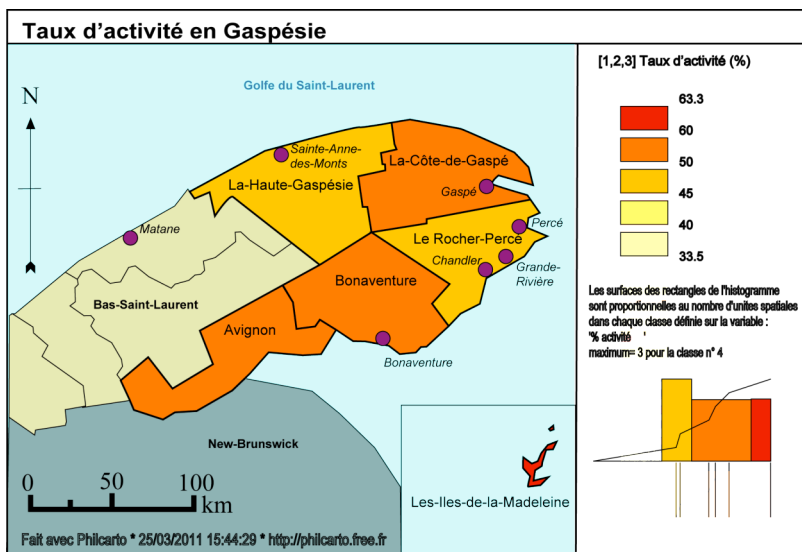 Taux d'activité en Gaspésie
Golfe du Saint-Laurent
N
Sainte-Anne-
des-Monts
La-Haute-Gaspésie
La-Côte-de-Gaspé
Gaspé
Matane
Percé
Le Rocher-Percé
Chandler
Grande-
Rivière
Bas-Saint-Laurent
Bonaventure
Avignon
Bonaventure
New-Brunswick
0 50 100
km
Les-Iles-de-la-Madeleine
Fait avec Philcarto * 25/03/2011 15:44:29 * http://philcarto.free.fr
[1,2,3] Taux d'activité (%)
63.3
60
50
45
40
33.5
Les surfaces des rectangles de l'histogramme
sont proportionnelles au nombre d'unites spatiales
dans chaque classe définie sur la variable :
'% activité '
maximum= 3 pour la classe n° 4